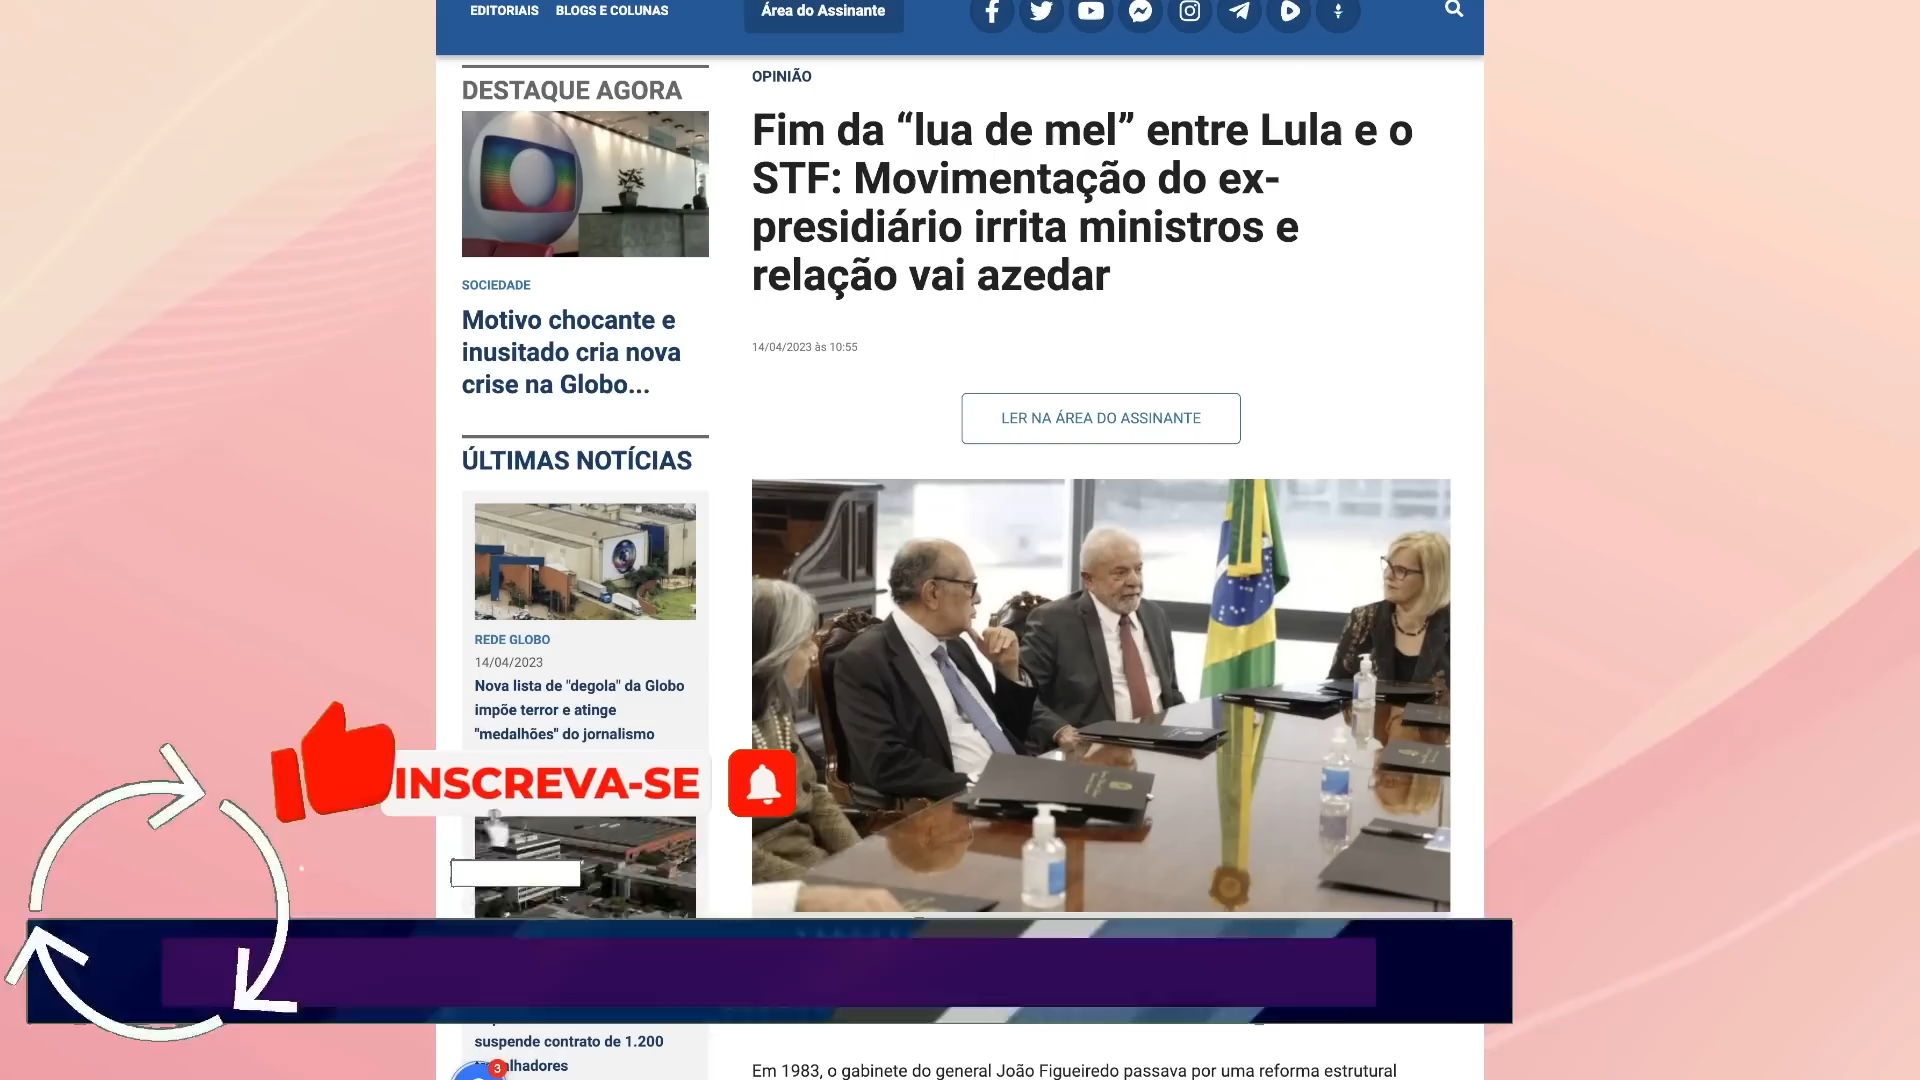 EDITORIAIS BLOGS E COLUNAS
Área do Assinante
DESTAQUE AGORA
SOCIEDADE
Motivo chocante e
inusitado cria nova
crise na Globo...
ÚLTIMAS NOTÍCIAS
REDE GLOBO
14/04/2023
Nova lista de "degola" da Globo
impõe terror e atinge
"medalhões" do jornalismo
INSCREVA-SE
suspende contrato de 1.200
3
OPINIÃO
Fim da “lua de mel” entre Lula e o
STF: Movimentação do ex-
presidiário irrita ministros e
relação vai azedar
14/04/2023 às 10:55
LER NA ÁREA DO ASSINANTE
Em 1983, o gabinete do general João Figueiredo passava por uma reforma estrutural